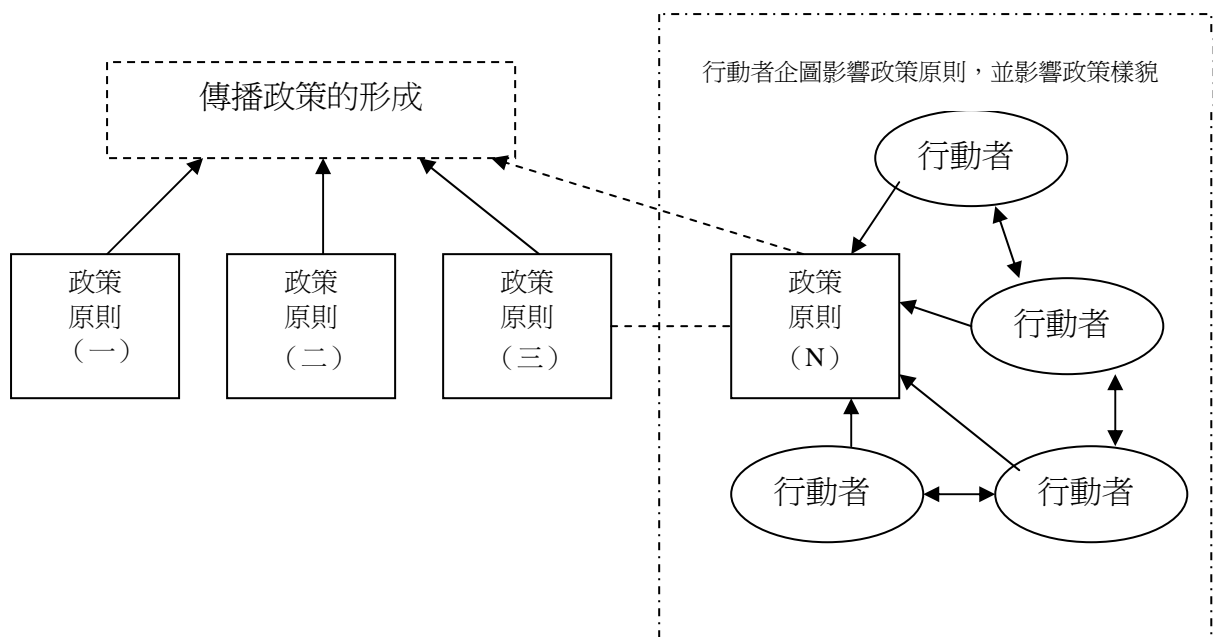 行動者企圖影響政策原則，並影響政策樣貌
傳播政策的形成
行動者
政策
原則
（一）
政策
原則
（二）
政策
原則
（三）
政策
原則
（N）
行動者
行動者
行動者